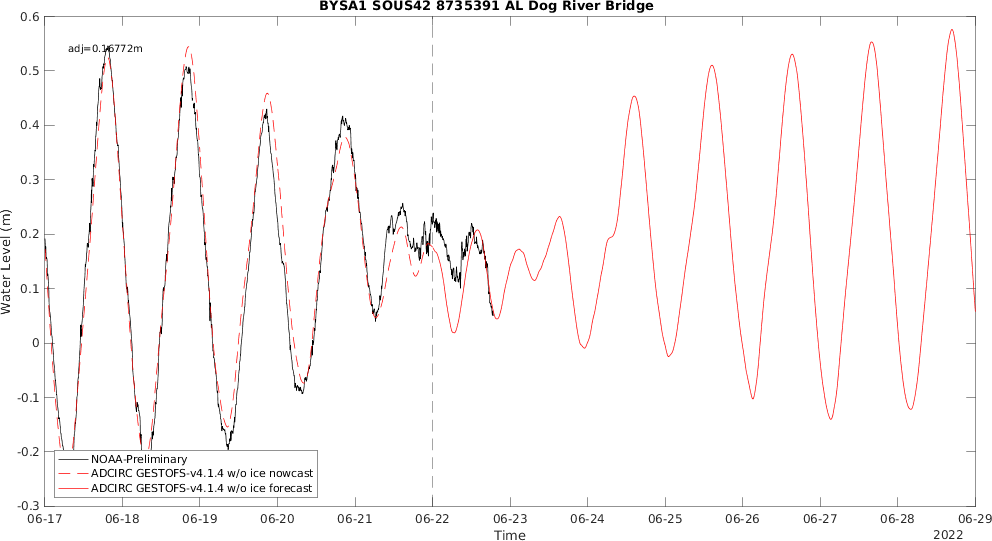 BYSA1 SOUS42 8735391 AL Dog River Bridge
0.6
adj=0.16772m
0.5
0.4
0.3
0.2
0.1
0
-0.1
-0.2
-0.3
Water Level (m)
NOAA-Preliminary
ADCIRC GESTOFS-v4.1.4 w/o ice nowcast
ADCIRC GESTOFS-v4.1.4 w/o ice forecast
06-17 06-18 06-19 06-20 06-21 06-22 06-23 06-24 06-25 06-26 06-27 06-28 06-29
Time
2022